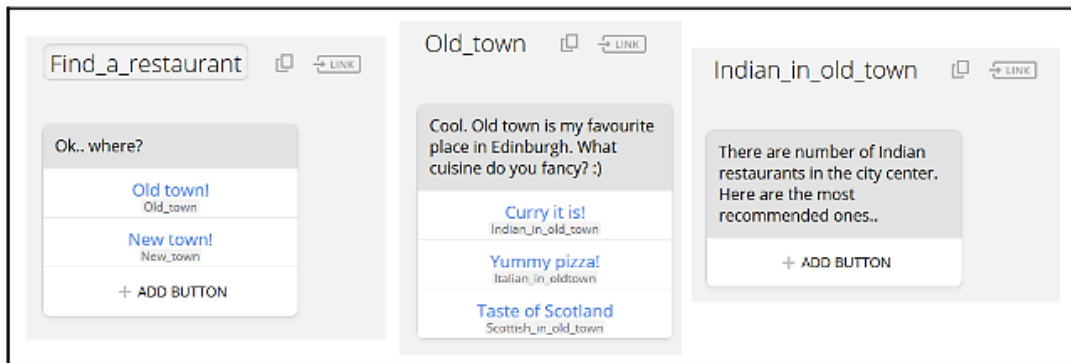 Find_a_restaurant
LINK
Ok.. where?
Old town!
Old_town
New town!
New_town
+ ADD BUTTON
Old_town
LINK
Cool. Old town is my favourite
place in Edinburgh. What
cuisine do you fancy? :)
Curry it is!
Indian_in_old_town
Yummy pizza!
Italian_in_oldtown
Taste of Scotland
Scottish_in_old_town
Indian_in_old_town
LINK
There are number of Indian
restaurants in the city center.
Here are the most
recommended ones..
+ ADD BUTTON